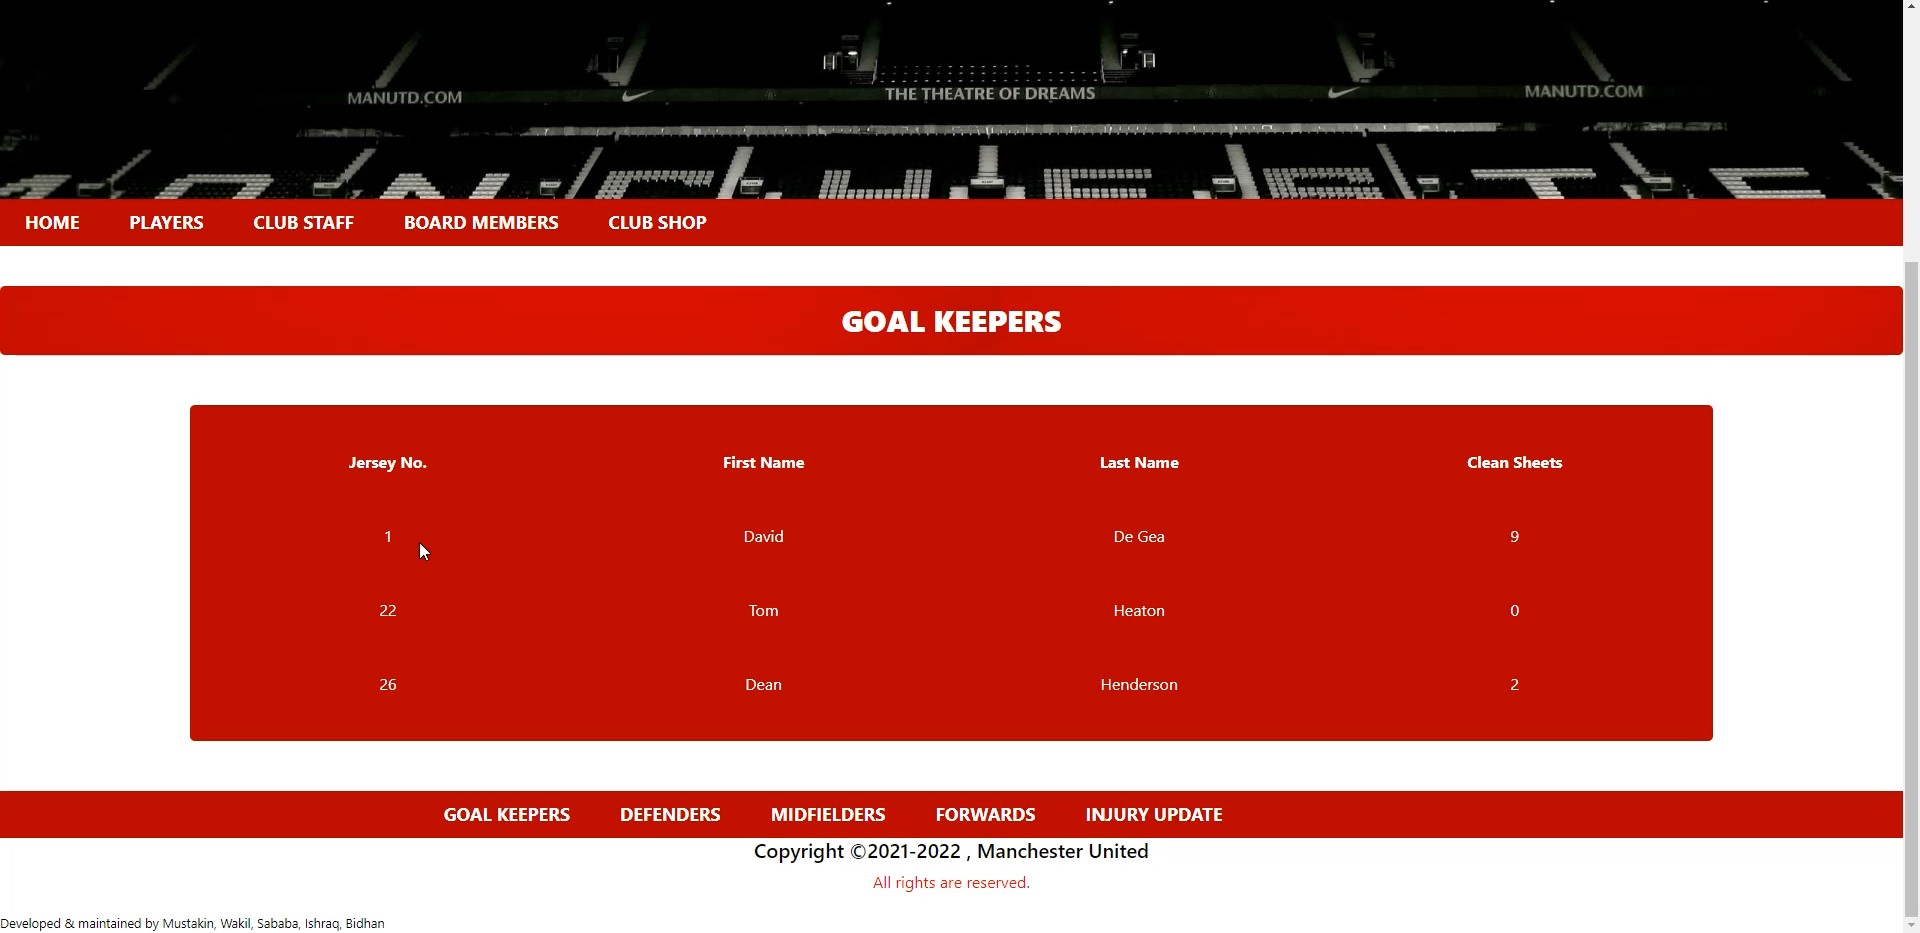 MANUTD.COM THE THEATRE OF DREAMS MANUTD.COM
HOME PLAYERS CLUB STAFF BOARD MEMBERS CLUB SHOP
GOAL KEEPERS
Jersey No. First Name Last Name Clean Sheets
1 David De Gea 9
22 Tom Heaton 0
26 Dean Henderson 2
GOAL KEEPERS DEFENDERS MIDFIELDERS FORWARDS INJURY UPDATE
Copyright ©2021-2022 , Manchester United
All rights are reserved.
Developed & maintained by Mustakin, Wakil, Sababa, Ishraq, Bidhan